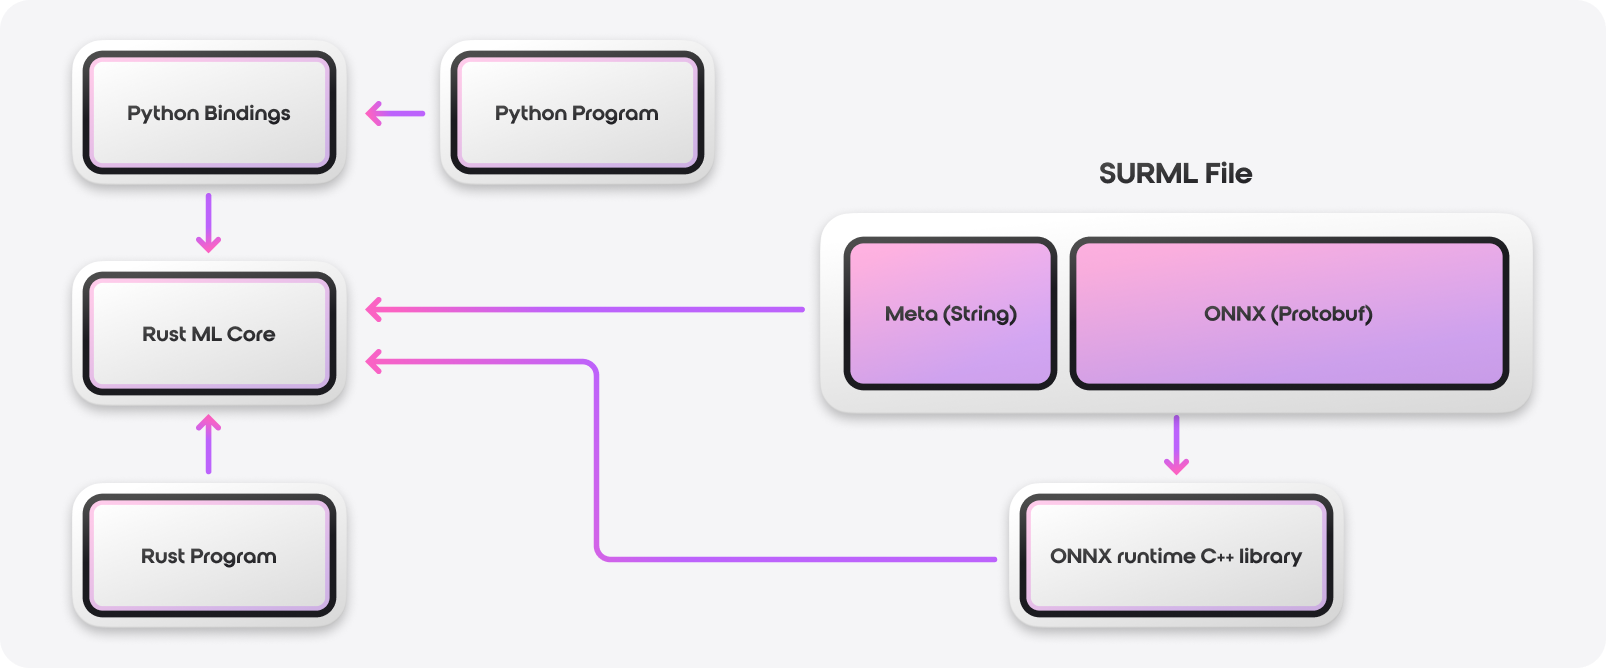 Python Bindings
Python Program
SURML File
Rust ML Core
Meta (String)
ONNX (Protobuf)
Rust Program
ONNX runtime C++ library